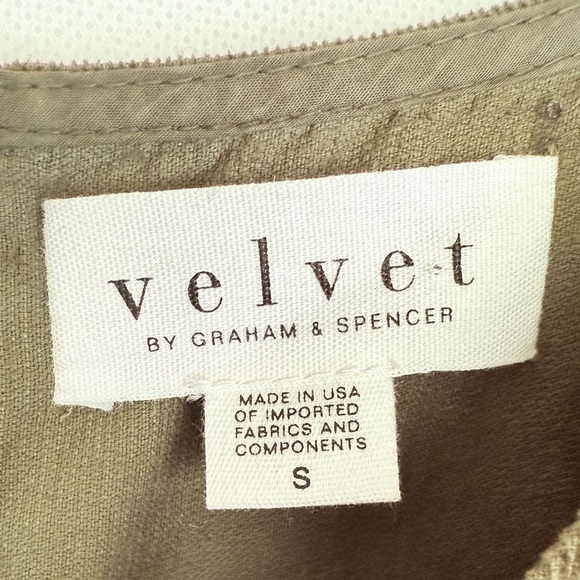 velvet
BY GRAHAM & SPENCER
MADE IN USA
OF IMPORTED
FABRICS AND
COMPONENTS
S